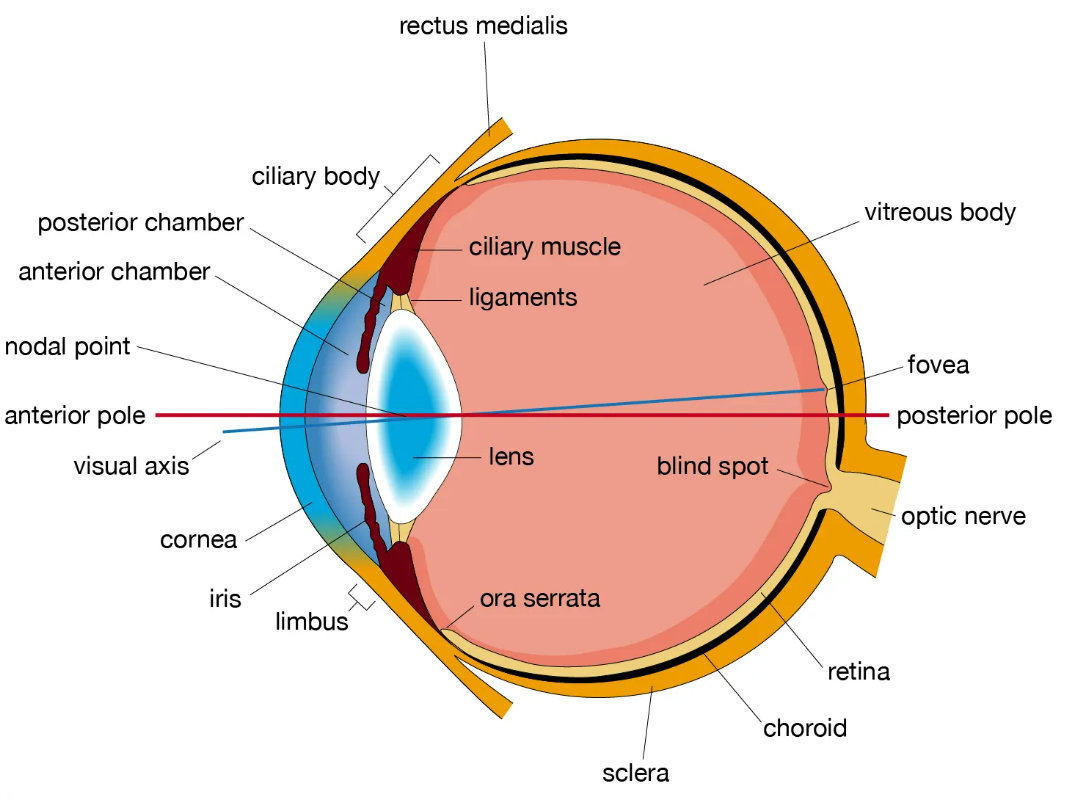 rectus medialis
ciliary body
posterior chamber
vitreous body
ciliary muscle
anterior chamber
ligaments
nodal point
fovea
anterior pole
posterior pole
visual axis
lens
blind spot
optic nerve
cornea
iris
ora serrata
limbus
retina
choroid
sclera